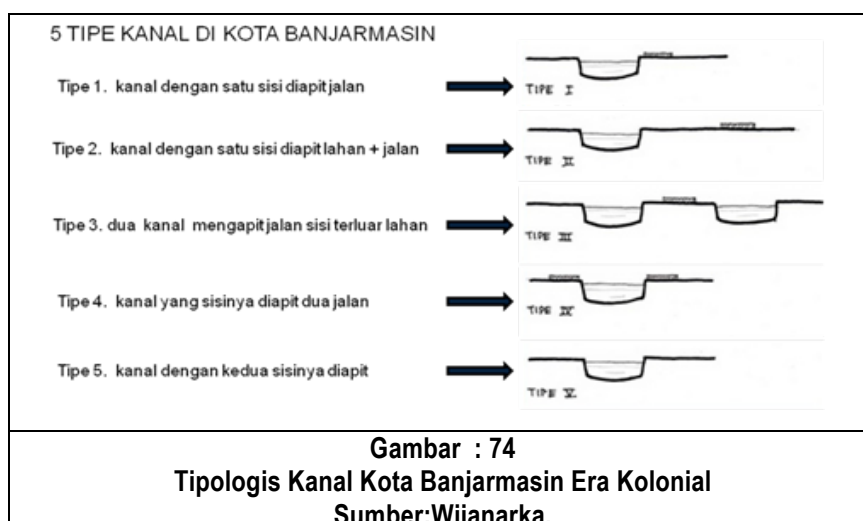 5 TIPE KANAL DI KOTA BANJARMASIN
Tipe 1. kanal dengan satu sisi diapit jalan
TIPE I
Tipe 2. kanal dengan satu sisi diapit lahan + jalan
TIPE II
Tipe 3. dua kanal mengapit jalan sisi terluar lahan
TIPE III
Tipe 4. kanal yang sisinya diapit dua jalan
TIPE IV
Tipe 5. kanal dengan kedua sisinya diapit
TIPE V
Gambar : 74
Tipologis Kanal Kota Banjarmasin Era Kolonial
Sumber:Wijanarka.